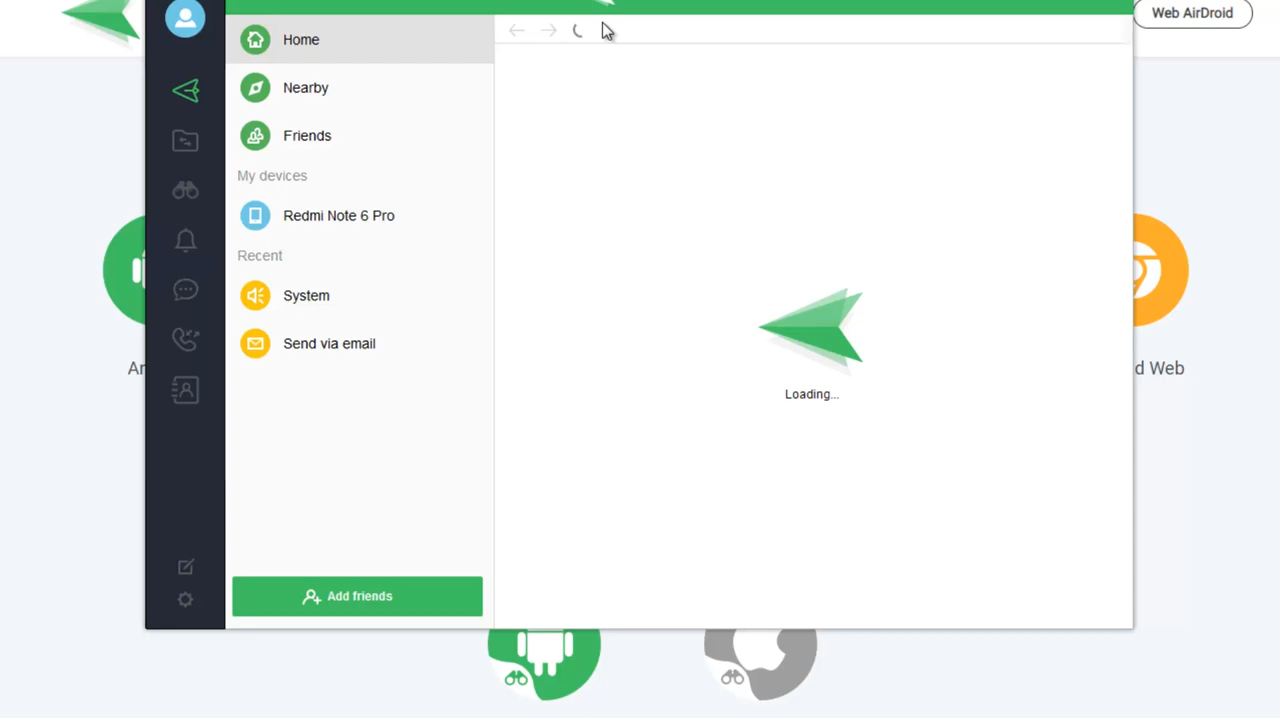 Web AirDroid
Home
Nearby
Friends
My devices
Redmi Note 6 Pro
Recent
System
Send via email
Loading...
Add friends
An
d Web